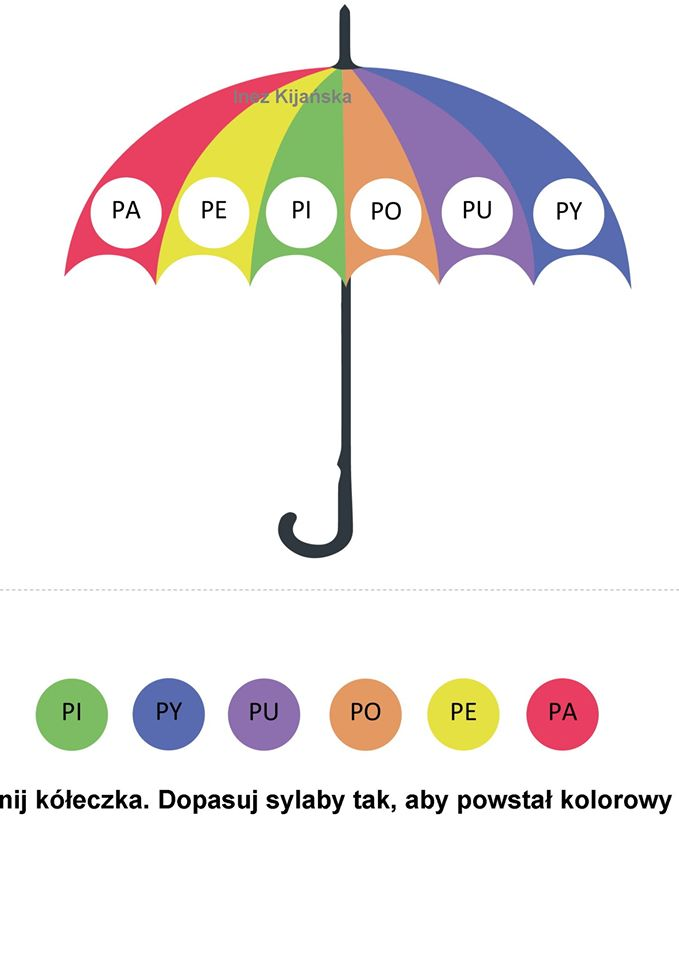 Inez Kijańska
PA PE PI PO PU PY
PI PY PU PO PE PA
nij kółeczka. Dopasuj sylaby tak, aby powstał kolorowy